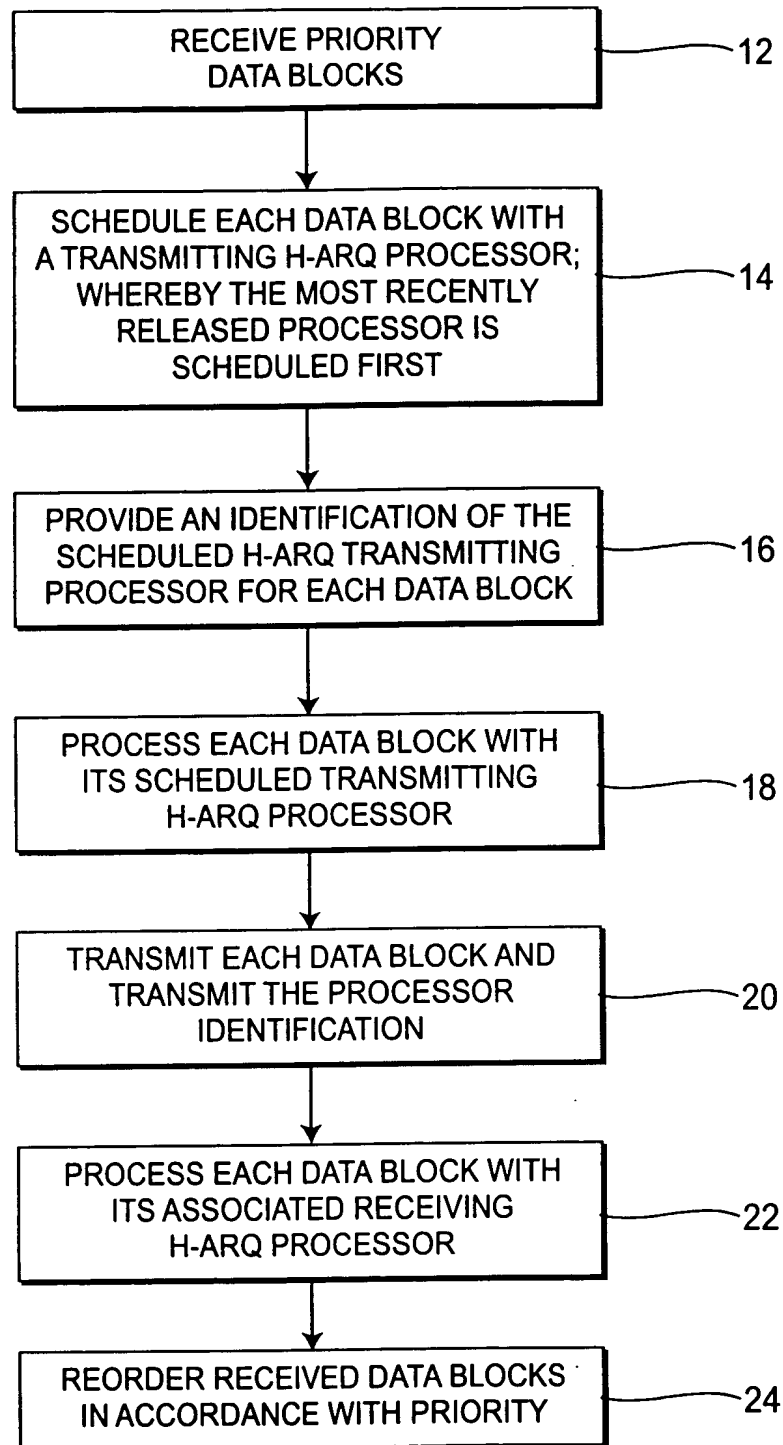 RECEIVE PRIORITY
DATA BLOCKS
12
SCHEDULE EACH DATA BLOCK WITH
A TRANSMITTING H-ARQ PROCESSOR;
WHEREBY THE MOST RECENTLY
RELEASED PROCESSOR IS
SCHEDULED FIRST
14
PROVIDE AN IDENTIFICATION OF THE
SCHEDULED H-ARQ TRANSMITTING
PROCESSOR FOR EACH DATA BLOCK
16
PROCESS EACH DATA BLOCK WITH
ITS SCHEDULED TRANSMITTING
H-ARQ PROCESSOR
18
TRANSMIT EACH DATA BLOCK AND
TRANSMIT THE PROCESSOR
IDENTIFICATION
20
PROCESS EACH DATA BLOCK WITH
ITS ASSOCIATED RECEIVING
H-ARQ PROCESSOR
22
REORDER RECEIVED DATA BLOCKS
IN ACCORDANCE WITH PRIORITY
24